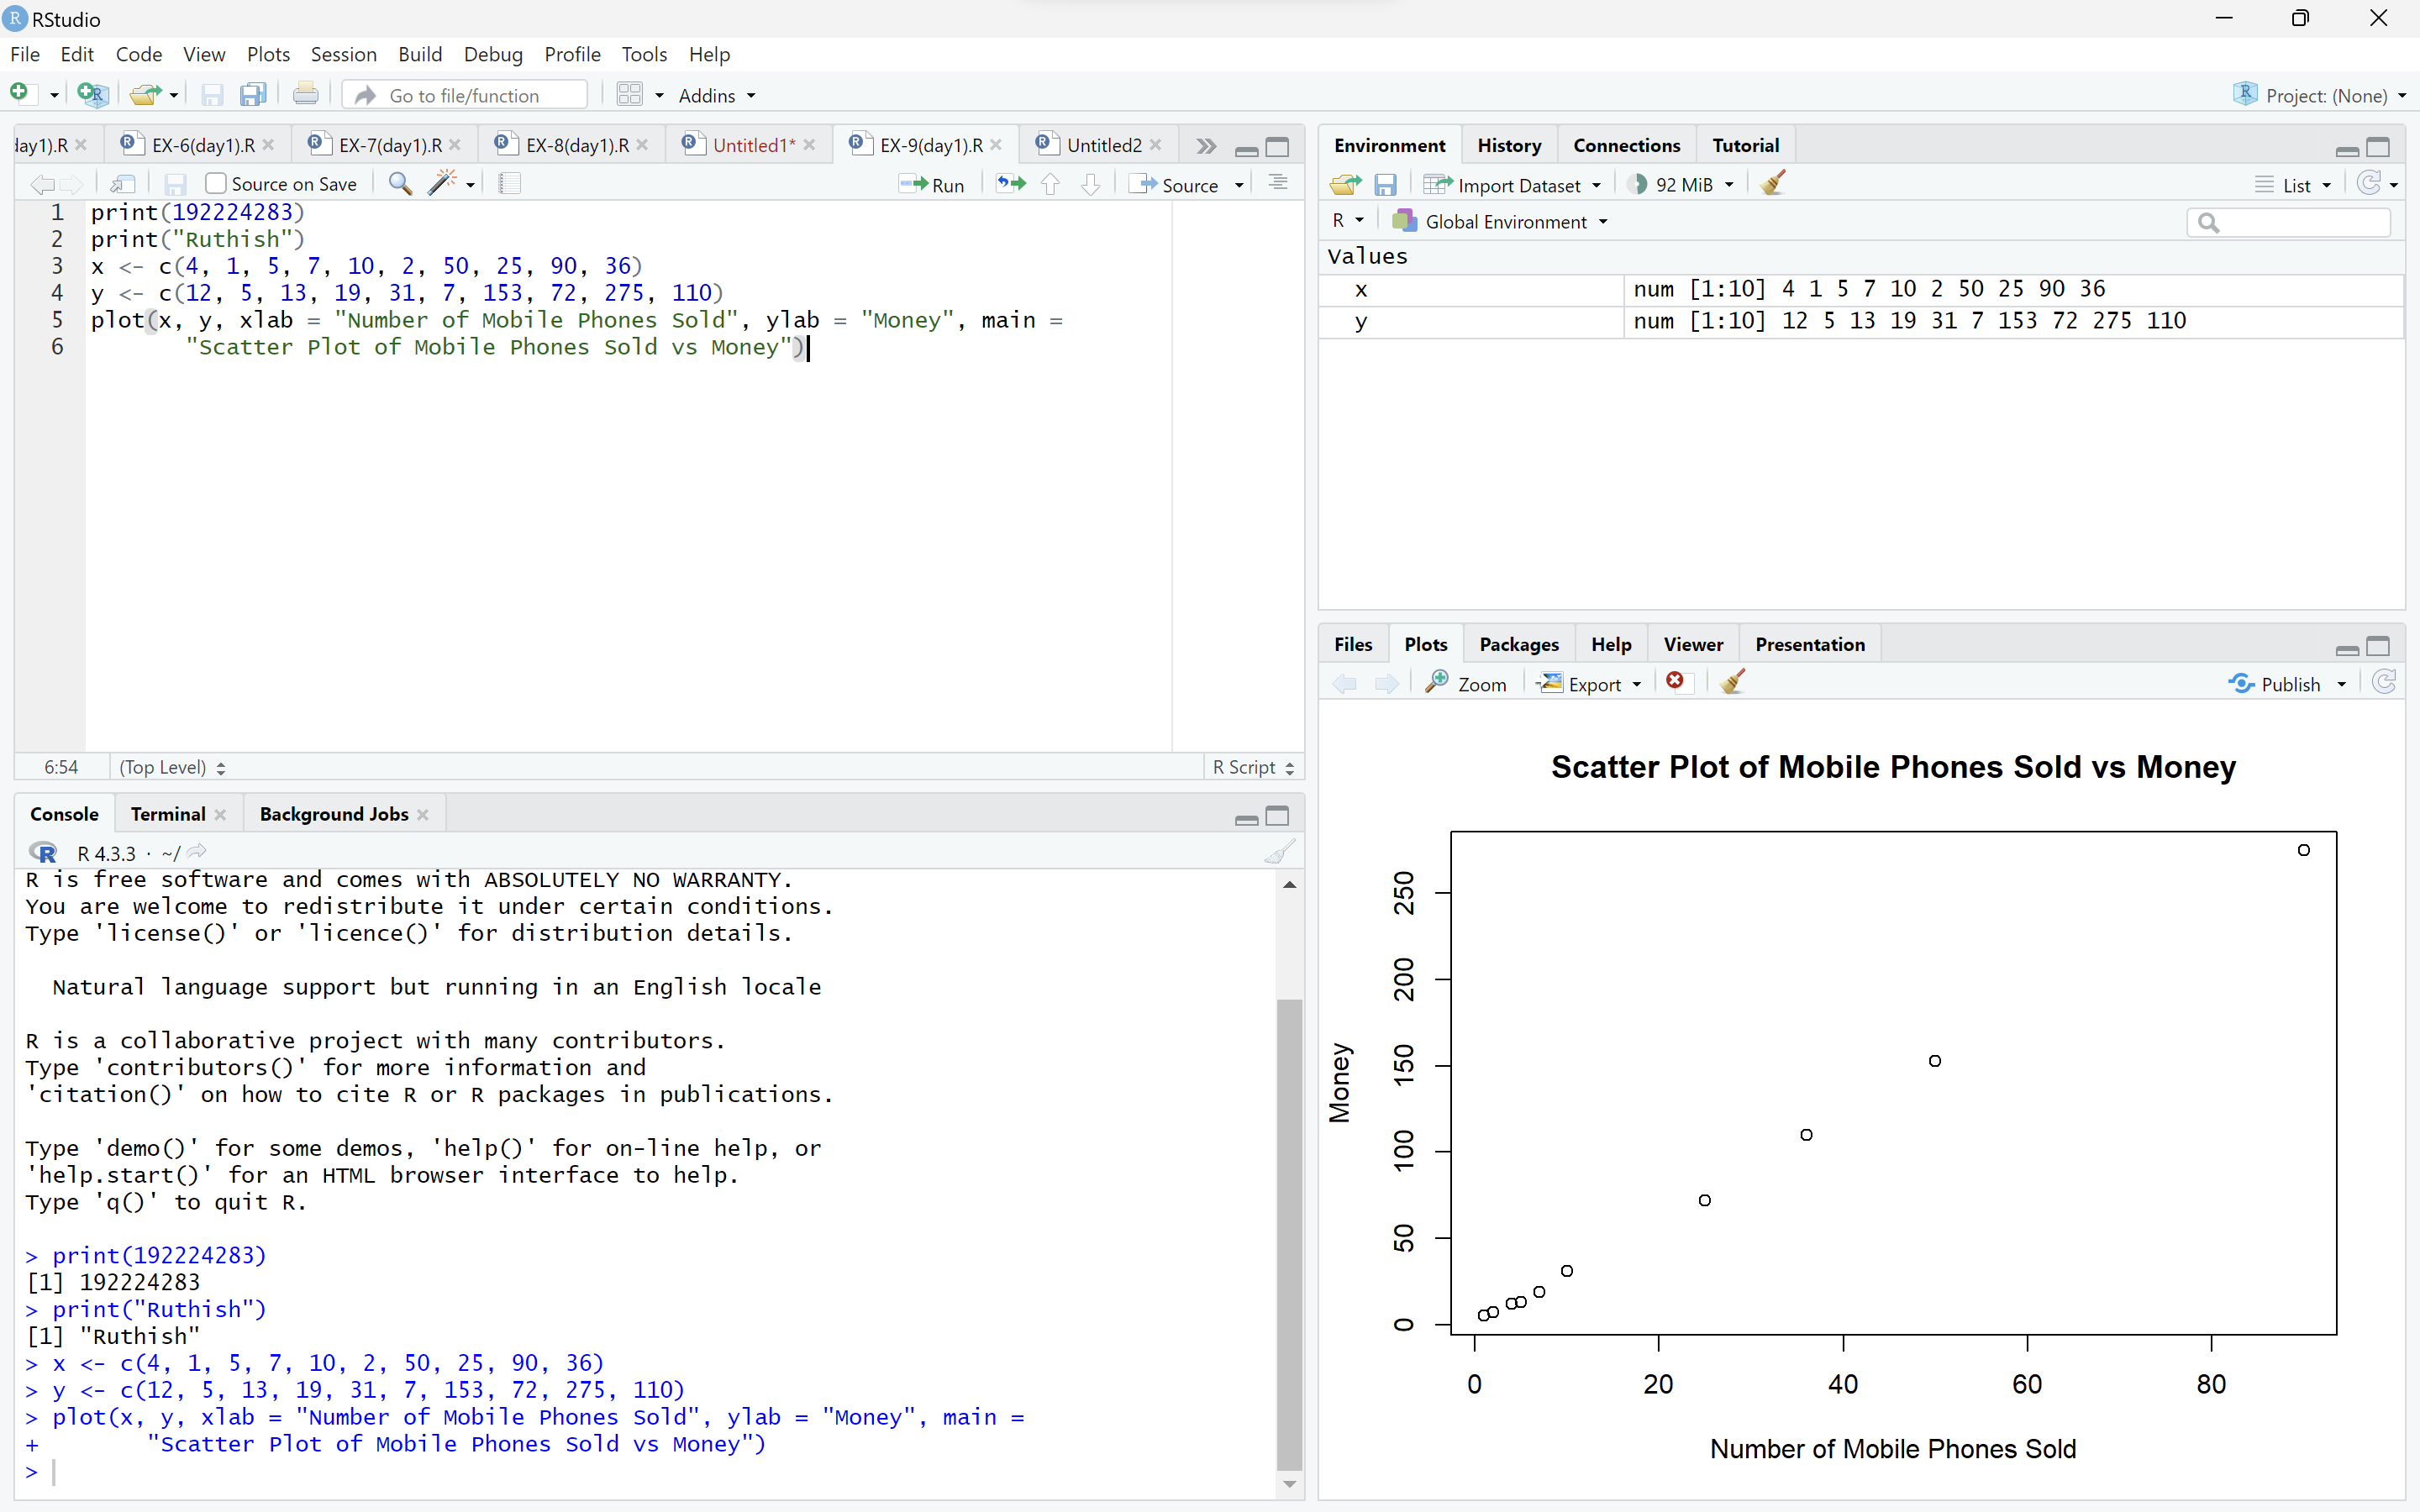 RStudio
File Edit Code View Plots Session Build Debug Profile Tools Help
Go to file/function Addins Project: (None)
day1).R EX-6(day1).R EX-7(day1).R EX-8(day1).R Untitled1* EX-9(day1).R Untitled2
Source on Save Run Source
1 print(192224283)
2 print("Ruthish")
3 x <- c(4, 1, 5, 7, 10, 2, 50, 25, 90, 36)
4 y <- c(12, 5, 13, 19, 31, 7, 153, 72, 275, 110)
5 plot(x, y, xlab = "Number of Mobile Phones Sold", ylab = "Money", main =
6 "Scatter Plot of Mobile Phones Sold vs Money")
6:54 (Top Level) R Script
Console Terminal Background Jobs
R 4.3.3 · ~/
R is free software and comes with ABSOLUTELY NO WARRANTY.
You are welcome to redistribute it under certain conditions.
Type 'license()' or 'licence()' for distribution details.
Natural language support but running in an English locale
R is a collaborative project with many contributors.
Type 'contributors()' for more information and
'citation()' on how to cite R or R packages in publications.
Type 'demo()' for some demos, 'help()' for on-line help, or
'help.start()' for an HTML browser interface to help.
Type 'q()' to quit R.
> print(192224283)
[1] 192224283
> print("Ruthish")
[1] "Ruthish"
> x <- c(4, 1, 5, 7, 10, 2, 50, 25, 90, 36)
> y <- c(12, 5, 13, 19, 31, 7, 153, 72, 275, 110)
> plot(x, y, xlab = "Number of Mobile Phones Sold", ylab = "Money", main =
+ "Scatter Plot of Mobile Phones Sold vs Money")
>
Environment History Connections Tutorial
Import Dataset 92 MiB List
R Global Environment
Values
x num [1:10] 4 1 5 7 10 2 50 25 90 36
y num [1:10] 12 5 13 19 31 7 153 72 275 110
Files Plots Packages Help Viewer Presentation
Zoom Export Publish
Scatter Plot of Mobile Phones Sold vs Money
Money
250
200
150
100
50
0
0 20 40 60 80
Number of Mobile Phones Sold